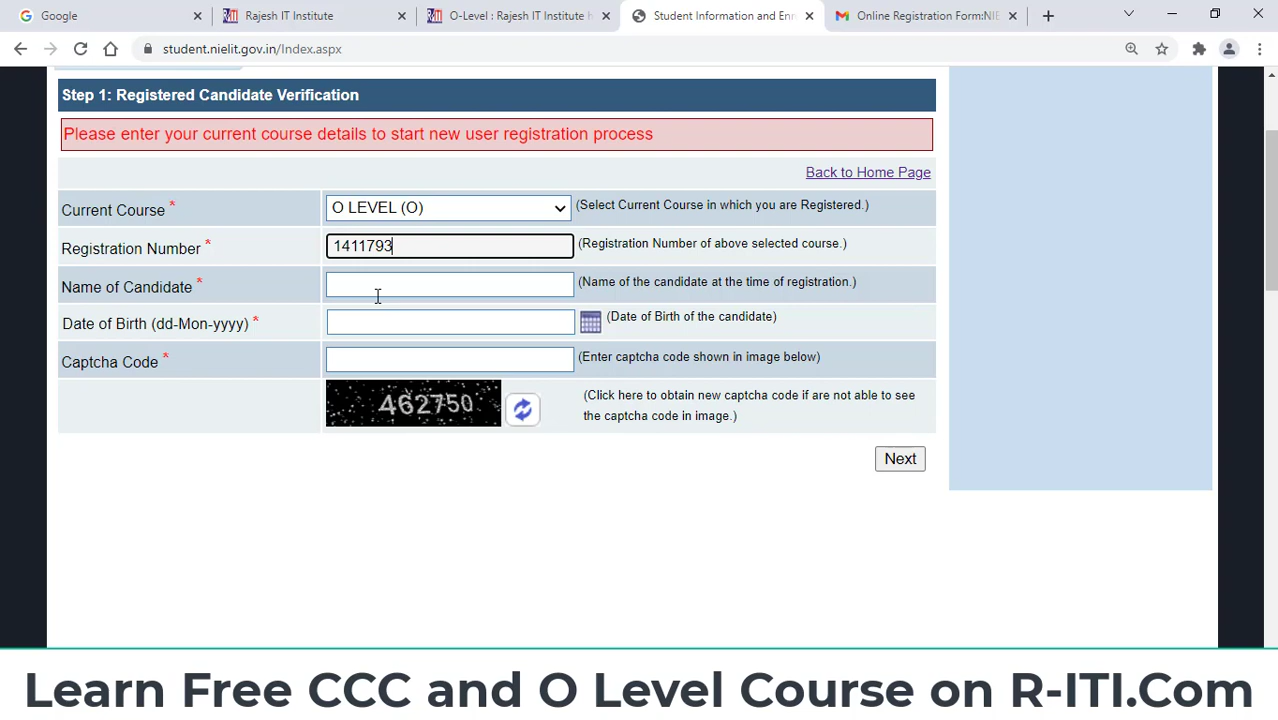 Google
Rajesh IT Institute
O-Level : Rajesh IT Institute h
Student Information and Enr
Online Registration Form:NIE
student.nielit.gov.in/Index.aspx
Step 1: Registered Candidate Verification
Please enter your current course details to start new user registration process
Back to Home Page
Current Course * O LEVEL (O) (Select Current Course in which you are Registered.)
Registration Number * 1411793 (Registration Number of above selected course.)
Name of Candidate * (Name of the candidate at the time of registration.)
Date of Birth (dd-Mon-yyyy) * (Date of Birth of the candidate)
Captcha Code * (Enter captcha code shown in image below)
462750 (Click here to obtain new captcha code if are not able to see
the captcha code in image.)
Next
Learn Free CCC and O Level Course on R-ITI.Com